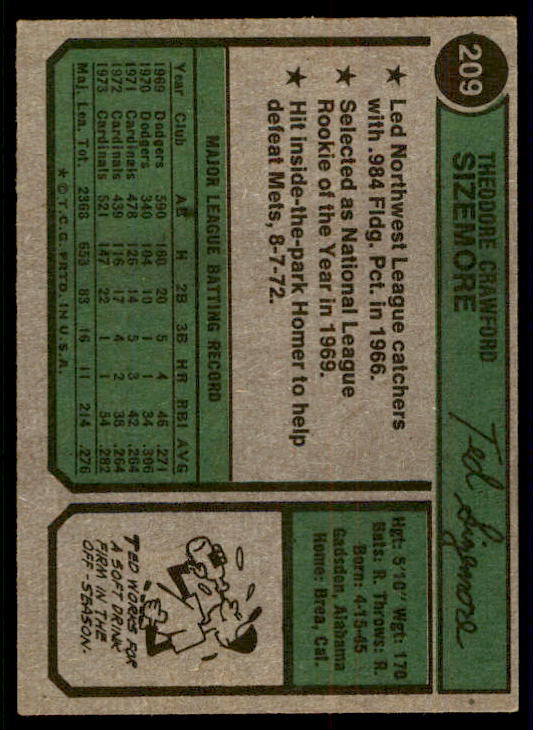 209
THEODORE CRAWFORD
SIZEMORE
Ted Sizemore
★ Led Northwest League catchers
with .984 Fldg. Pct. in 1966.
★ Selected as National League
Rookie of the Year in 1969.
★ Hit inside-the-park Homer to help
defeat Mets, 8-7-72.
Hgt: 5'10" Wgt: 170
Bats: R. Throws: R.
Born: 4-15-45
Gadsden, Alabama
Home: Brea, Cal.
MAJOR LEAGUE BATTING RECORD
Year Club AB H 2B 3B HR RBI AVG
1969 Dodgers 590 160 20 5 4 46 .271
1970 Dodgers 340 104 10 1 1 34 .306
1971 Cardinals 478 126 14 5 3 42 .264
1972 Cardinals 439 116 17 4 2 38 .264
1973 Cardinals 521 147 22 1 1 54 .282
Maj. Lea. Tot. 2368 653 83 16 11 214 .276
★ © T.C.G. PRTD. IN U.S.A.
TED WORKS FOR
A SOFT DRINK
FIRM IN THE
OFF-SEASON.